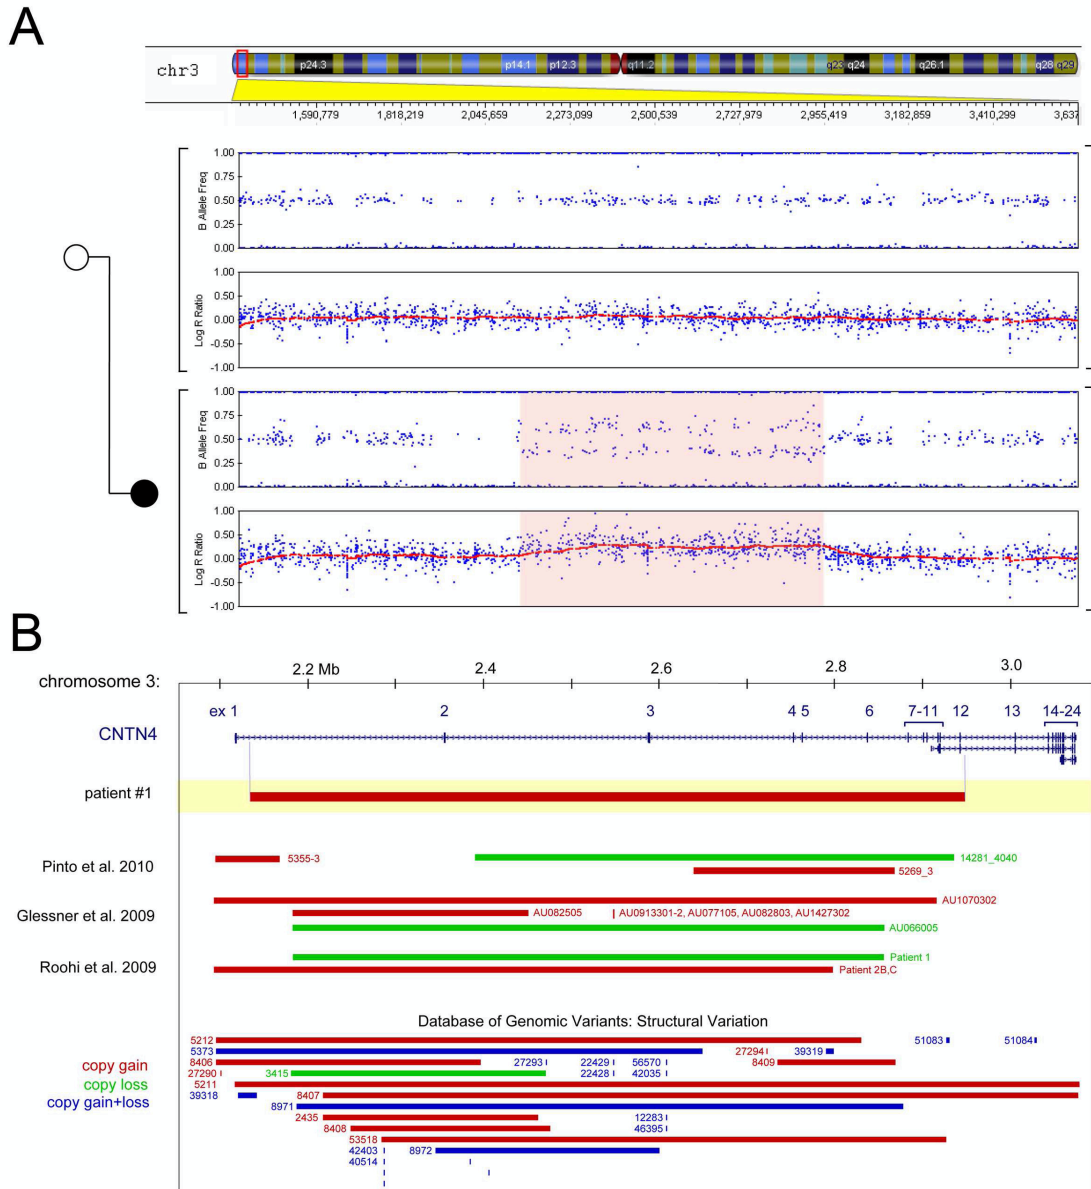 A
chr3
p24.3 p14.1 p12.3 q11.2 q23 q24 q26.1 q28 q29
1,590,779 1,818,219 2,045,659 2,273,099 2,500,539 2,727,979 2,955,419 3,182,859 3,410,299 3,637
B Allele Freq
1.00
0.75
0.50
0.25
0.00
Log R Ratio
1.00
0.50
0.00
-0.50
-1.00
B Allele Freq
1.00
0.75
0.50
0.25
0.00
Log R Ratio
1.00
0.50
0.00
-0.50
-1.00
B
chromosome 3: 2.2 Mb 2.4 2.6 2.8 3.0
ex 1 2 3 4 5 6 7-11 12 13 14-24
CNTN4
patient #1
Pinto et al. 2010
5355-3 14281_4040
5269_3
Glessner et al. 2009
AU1070302
AU082505 AU0913301-2, AU077105, AU082803, AU1427302
AU066005
Roohi et al. 2009
Patient 1
Patient 2B,C
Database of Genomic Variants: Structural Variation
copy gain
copy loss
copy gain+loss
5212 51083 51084
5373 27294 39319
8406 27293 22429 56570 8409
27290 3415 22428 42035
5211
39318 8407
8971
2435 12283
8408 46395
53518
42403 8972
40514